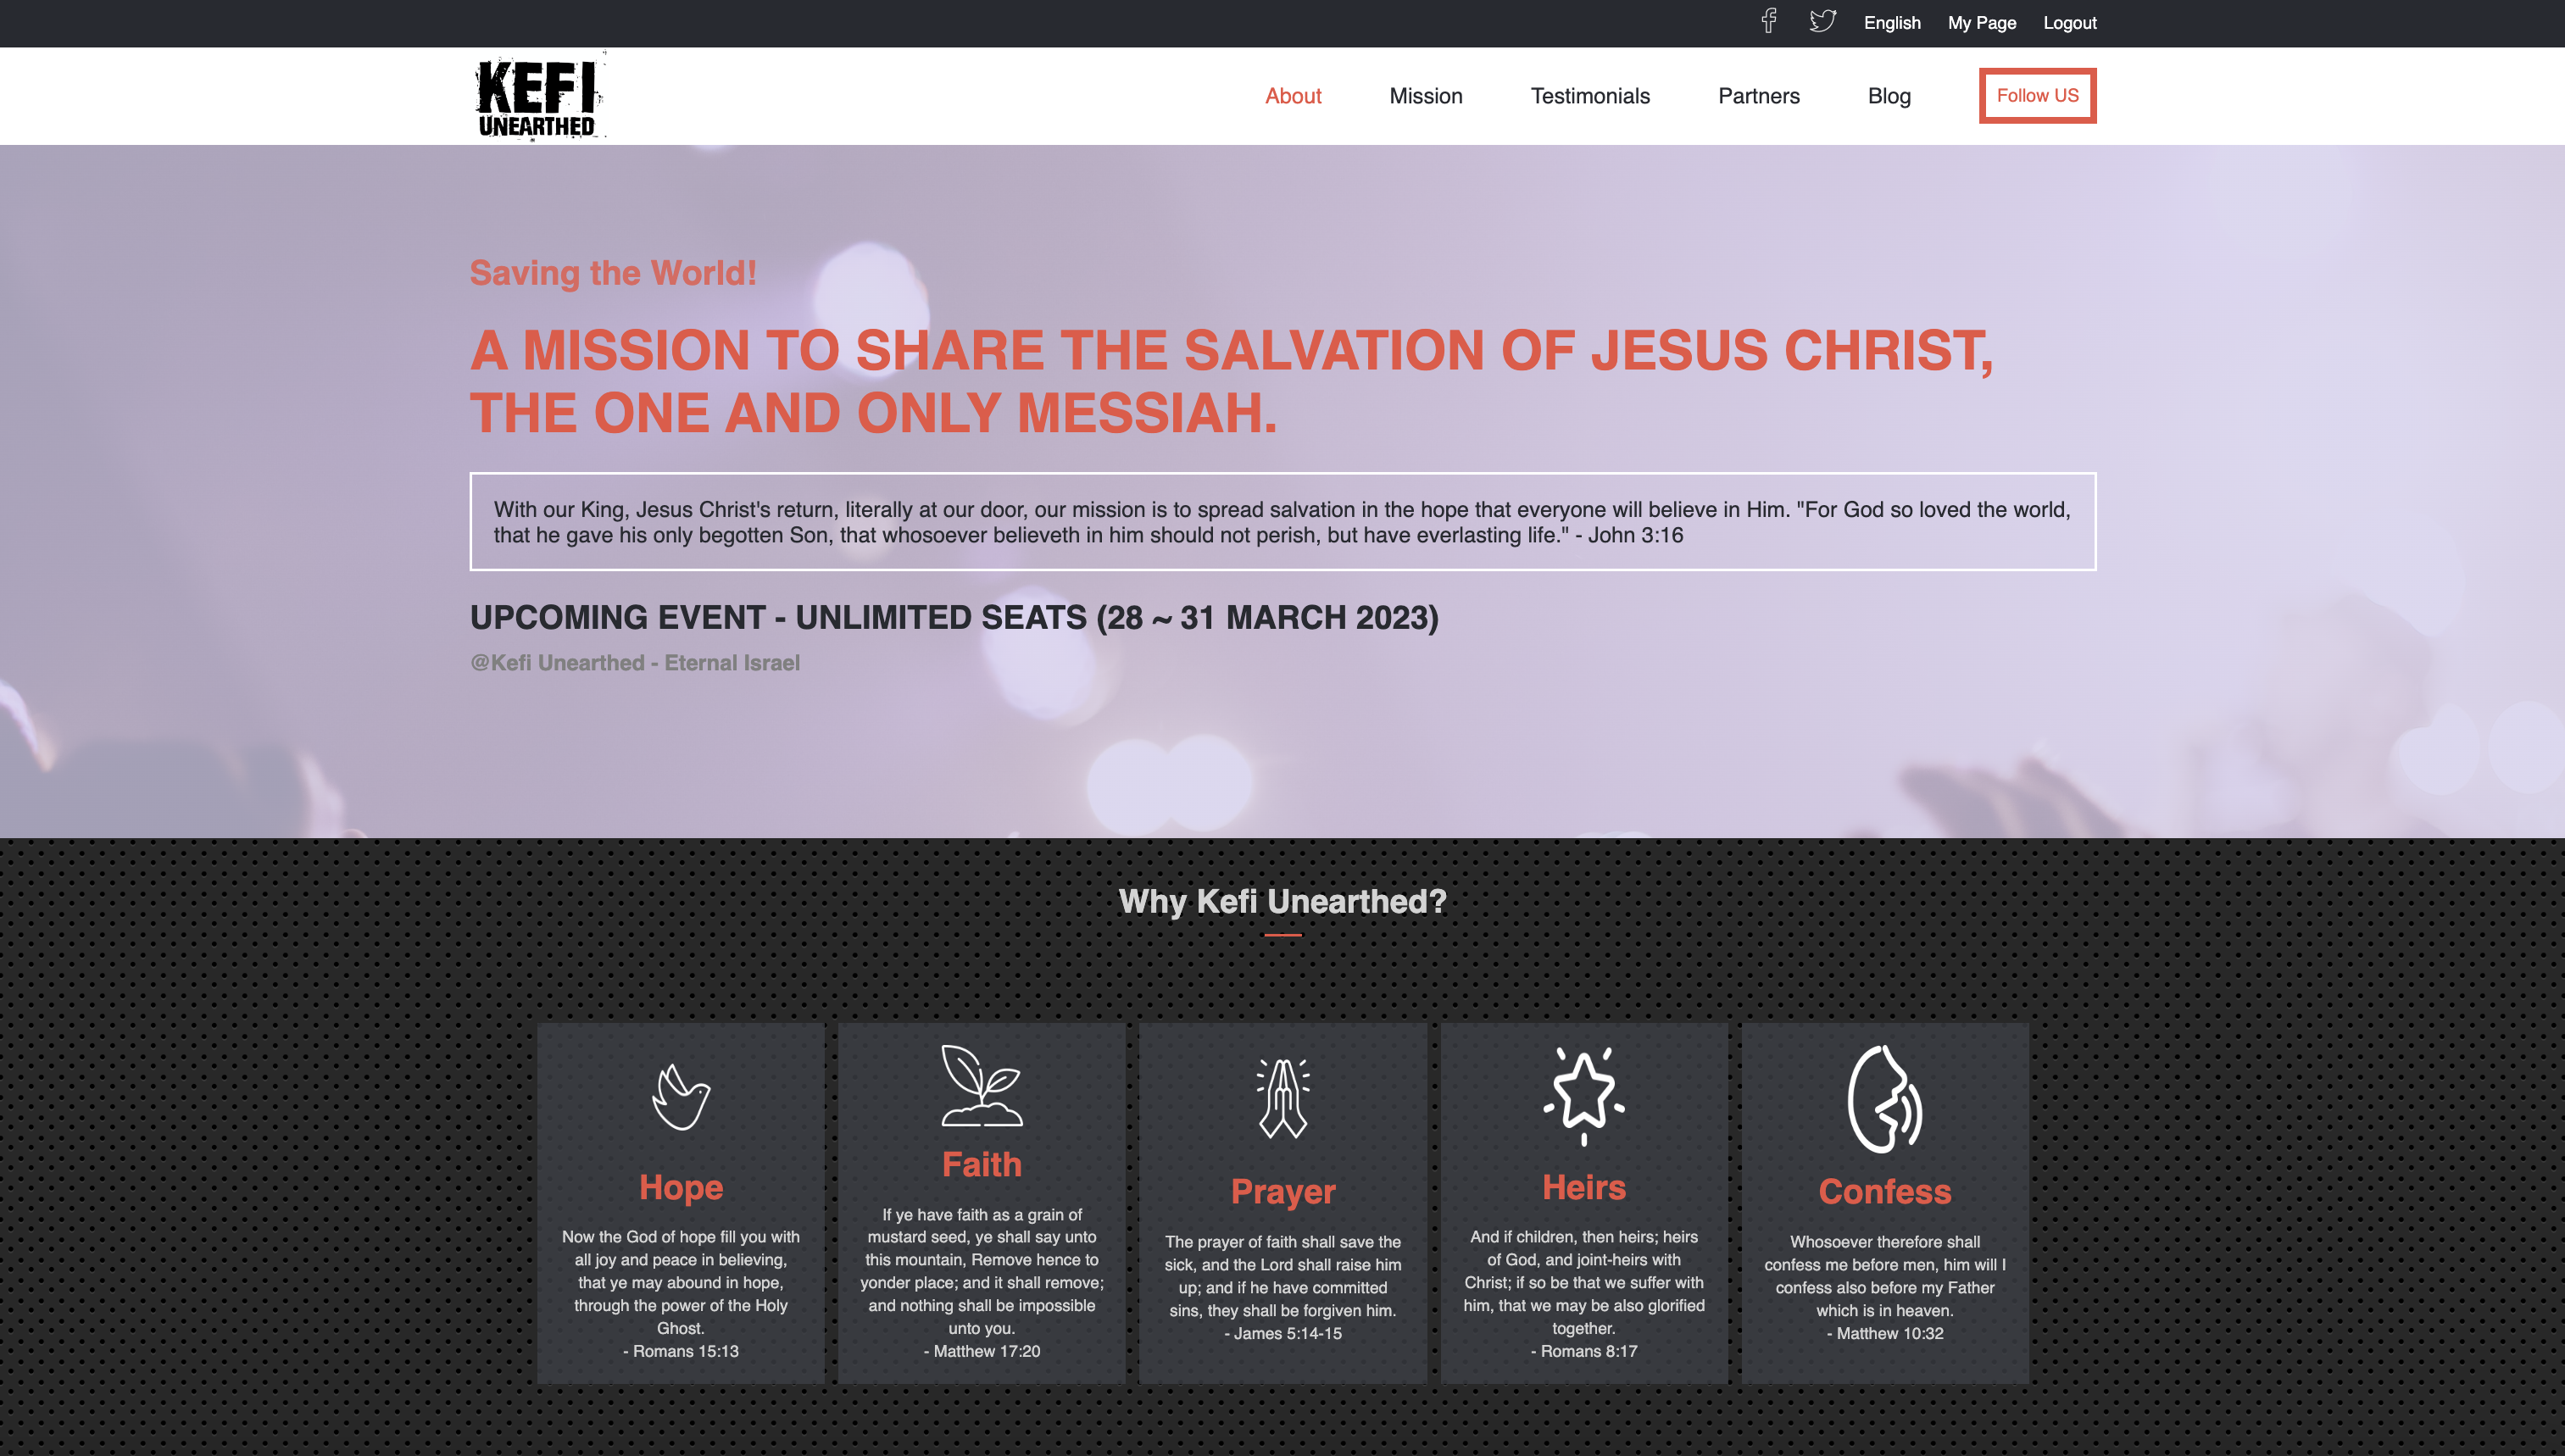 English My Page Logout
KEFI
UNEARTHED
About Mission Testimonials Partners Blog Follow US
Saving the World!
A MISSION TO SHARE THE SALVATION OF JESUS CHRIST,
THE ONE AND ONLY MESSIAH.
With our King, Jesus Christ's return, literally at our door, our mission is to spread salvation in the hope that everyone will believe in Him. "For God so loved the world,
that he gave his only begotten Son, that whosoever believeth in him should not perish, but have everlasting life." - John 3:16
UPCOMING EVENT - UNLIMITED SEATS (28 ~ 31 MARCH 2023)
@Kefi Unearthed - Eternal Israel
Why Kefi Unearthed?
Hope
Now the God of hope fill you with
all joy and peace in believing,
that ye may abound in hope,
through the power of the Holy
Ghost.
- Romans 15:13
Faith
If ye have faith as a grain of
mustard seed, ye shall say unto
this mountain, Remove hence to
yonder place; and it shall remove;
and nothing shall be impossible
unto you.
- Matthew 17:20
Prayer
The prayer of faith shall save the
sick, and the Lord shall raise him
up; and if he have committed
sins, they shall be forgiven him.
- James 5:14-15
Heirs
And if children, then heirs; heirs
of God, and joint-heirs with
Christ; if so be that we suffer with
him, that we may be also glorified
together.
- Romans 8:17
Confess
Whosoever therefore shall
confess me before men, him will I
confess also before my Father
which is in heaven.
- Matthew 10:32